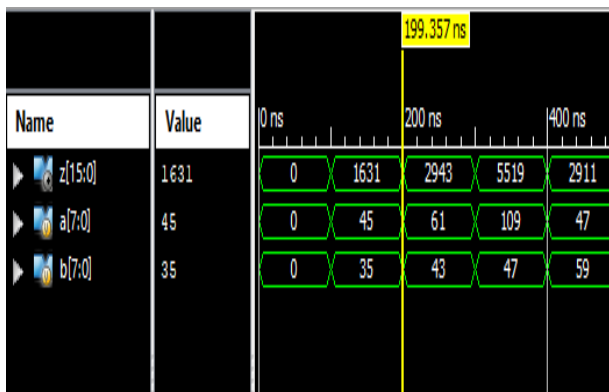 199.357 ns
Name Value 0 ns 200 ns 400 ns
z[15:0] 1631 0 1631 2943 5519 2911
a[7:0] 45 0 45 61 109 47
b[7:0] 35 0 35 43 47 59